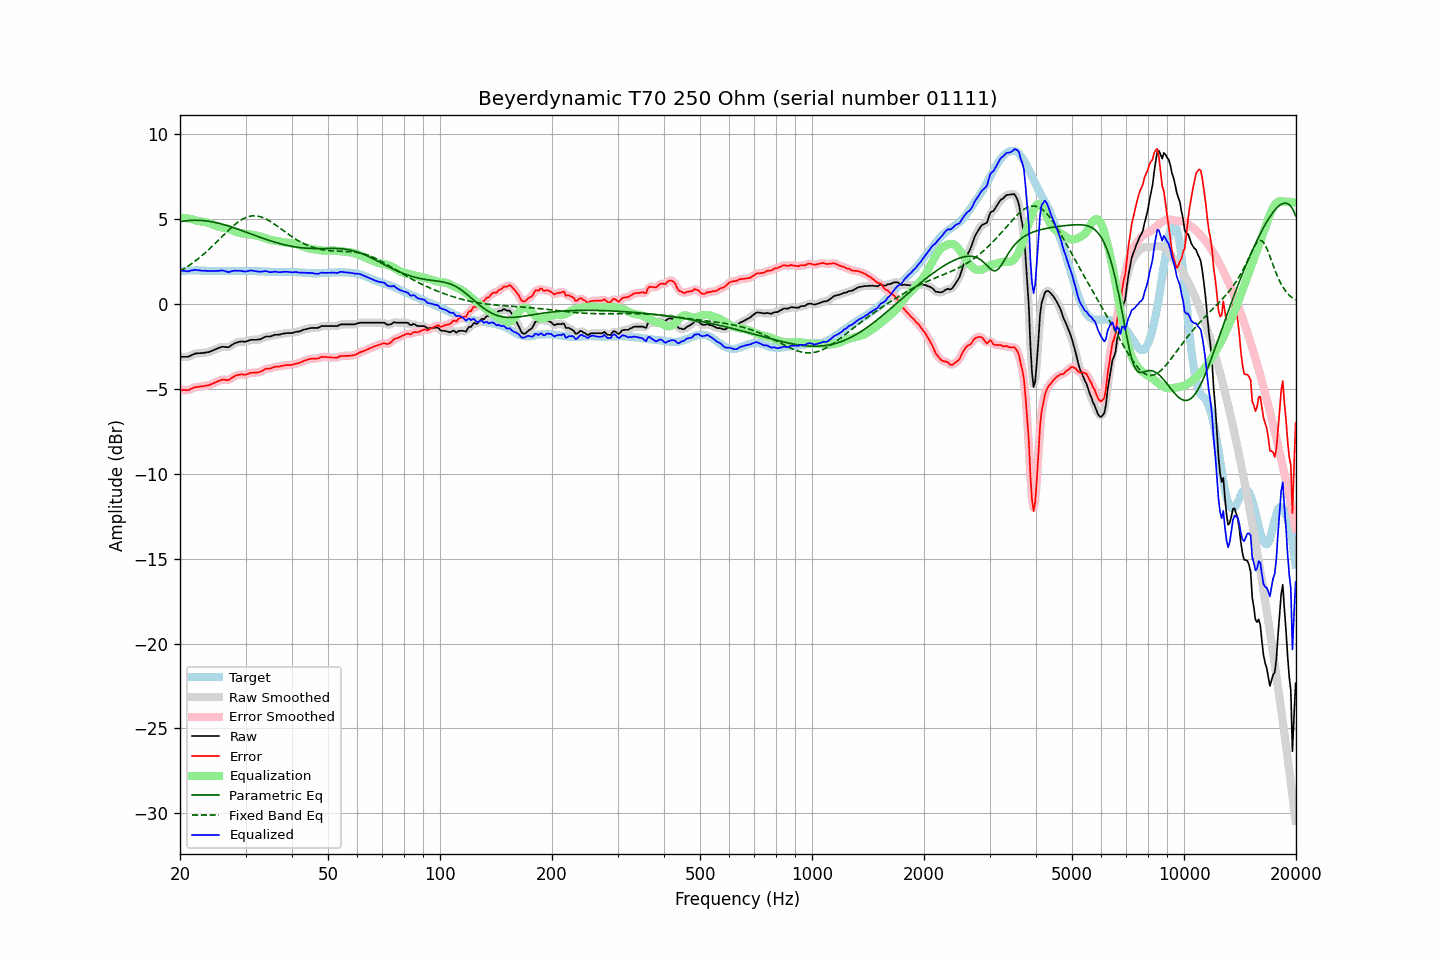 Beyerdynamic T70 250 Ohm (serial number 01111)
10
5
0
−5
−10
−15
−20
−25
−30
Amplitude (dBr)
Target
Raw Smoothed
Error Smoothed
Raw
Error
Equalization
Parametric Eq
Fixed Band Eq
Equalized
20 50 100 200 500 1000 2000 5000 10000 20000
Frequency (Hz)